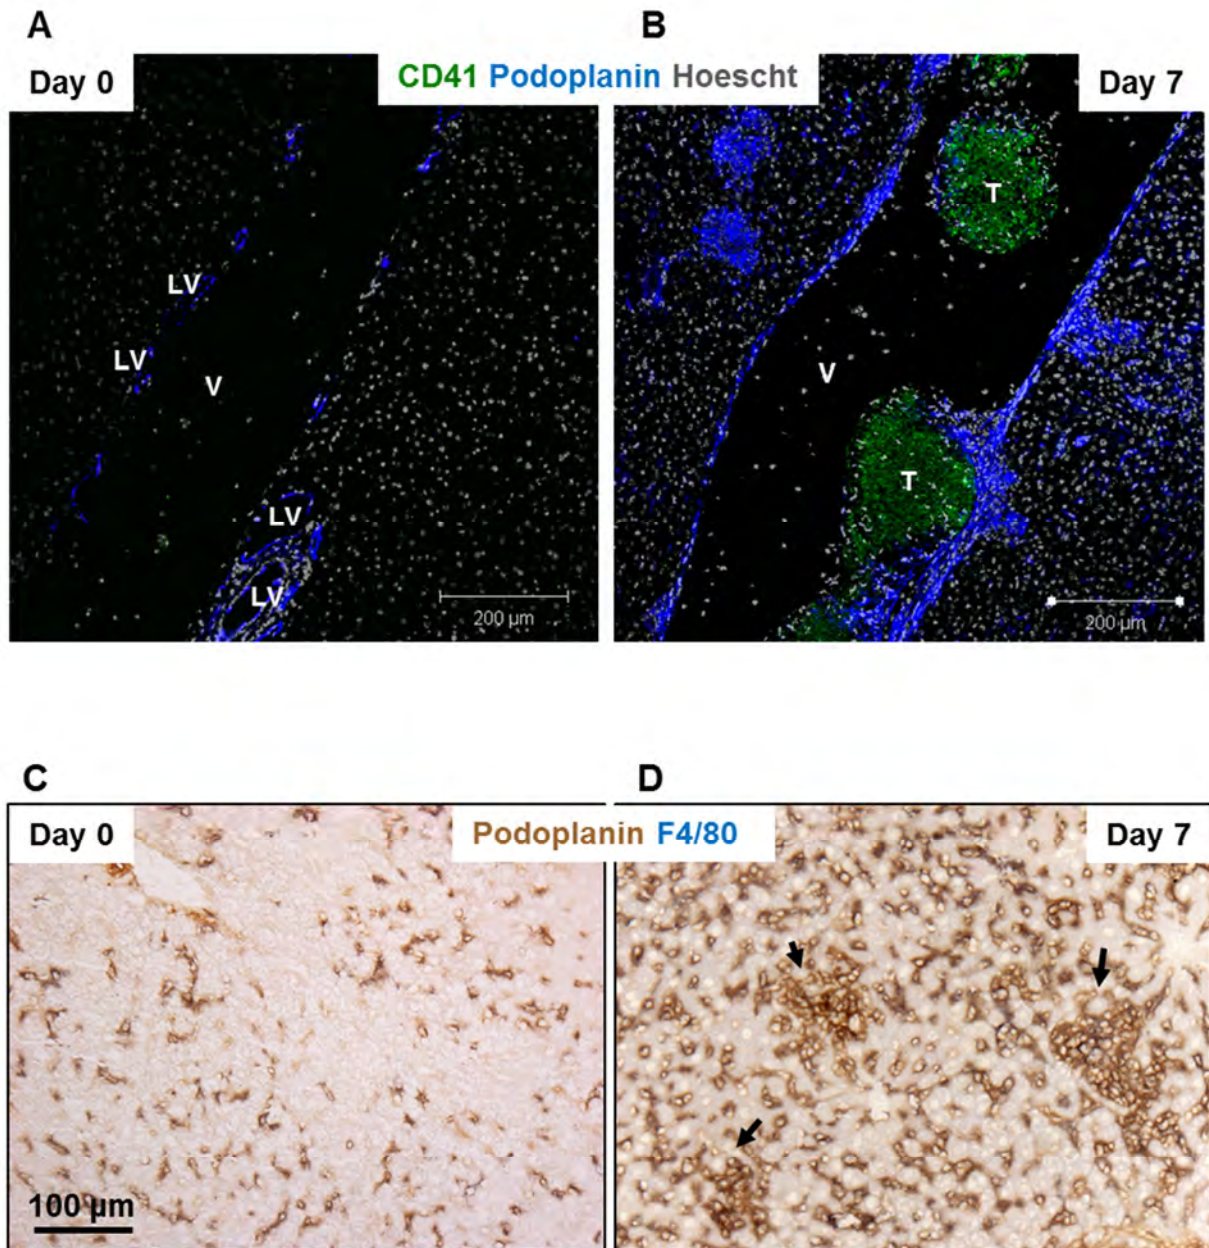 A
B
Day 0
CD41 Podoplanin Hoescht
Day 7
LV
LV
V
LV
LV
200 µm
T
V
T
200 µm
C
D
Day 0
Podoplanin F4/80
Day 7
100 µm